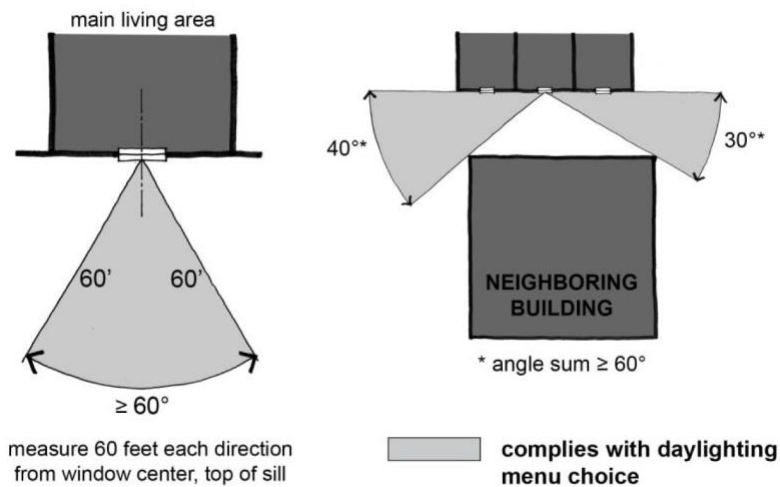 main living area
60' 60'
≥ 60°
measure 60 feet each direction
from window center, top of sill
40°*
30°*
NEIGHBORING
BUILDING
* angle sum ≥ 60°
complies with daylighting
menu choice